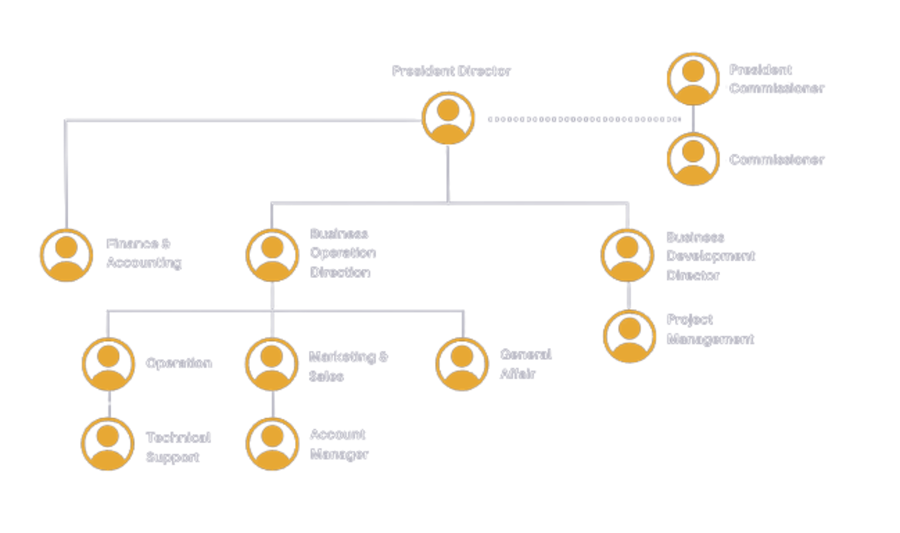 President Director
President
Commissioner
Commissioner
Finance &
Accounting
Business
Operation
Direction
Business
Development
Director
Project
Management
Operation
Marketing &
Sales
General
Affair
Technical
Support
Account
Manager